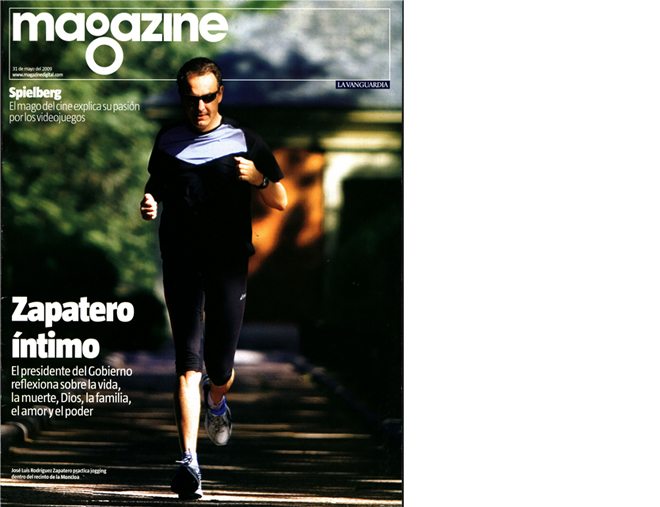 magazine
31 de mayo del 2009
www.magazinedigital.com
LA VANGUARDIA
Spielberg
El mago del cine explica su pasión
por los videojuegos
Zapatero
íntimo
El presidente del Gobierno
reflexiona sobre la vida,
la muerte, Dios, la familia,
el amor y el poder
José Luis Rodríguez Zapatero practica jogging
dentro del recinto de la Moncloa